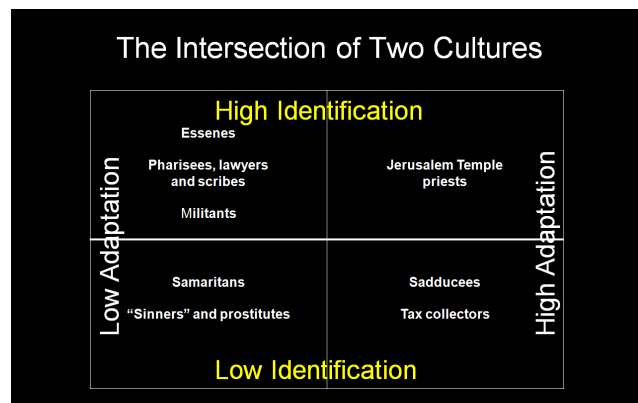 The Intersection of Two Cultures
High Identification
Essenes
Pharisees, lawyers
and scribes
Militants
Jerusalem Temple
priests
Low Adaptation
High Adaptation
Samaritans
“Sinners” and prostitutes
Sadducees
Tax collectors
Low Identification